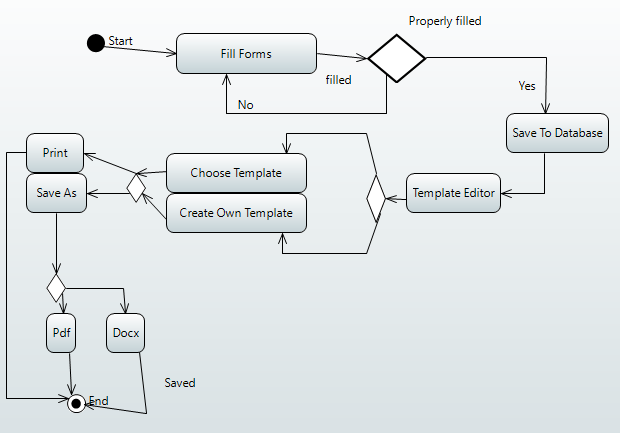 Properly filled
Start
Fill Forms
filled
Yes
No
Save To Database
Print
Choose Template
Save As
Template Editor
Create Own Template
Pdf
Docx
Saved
End